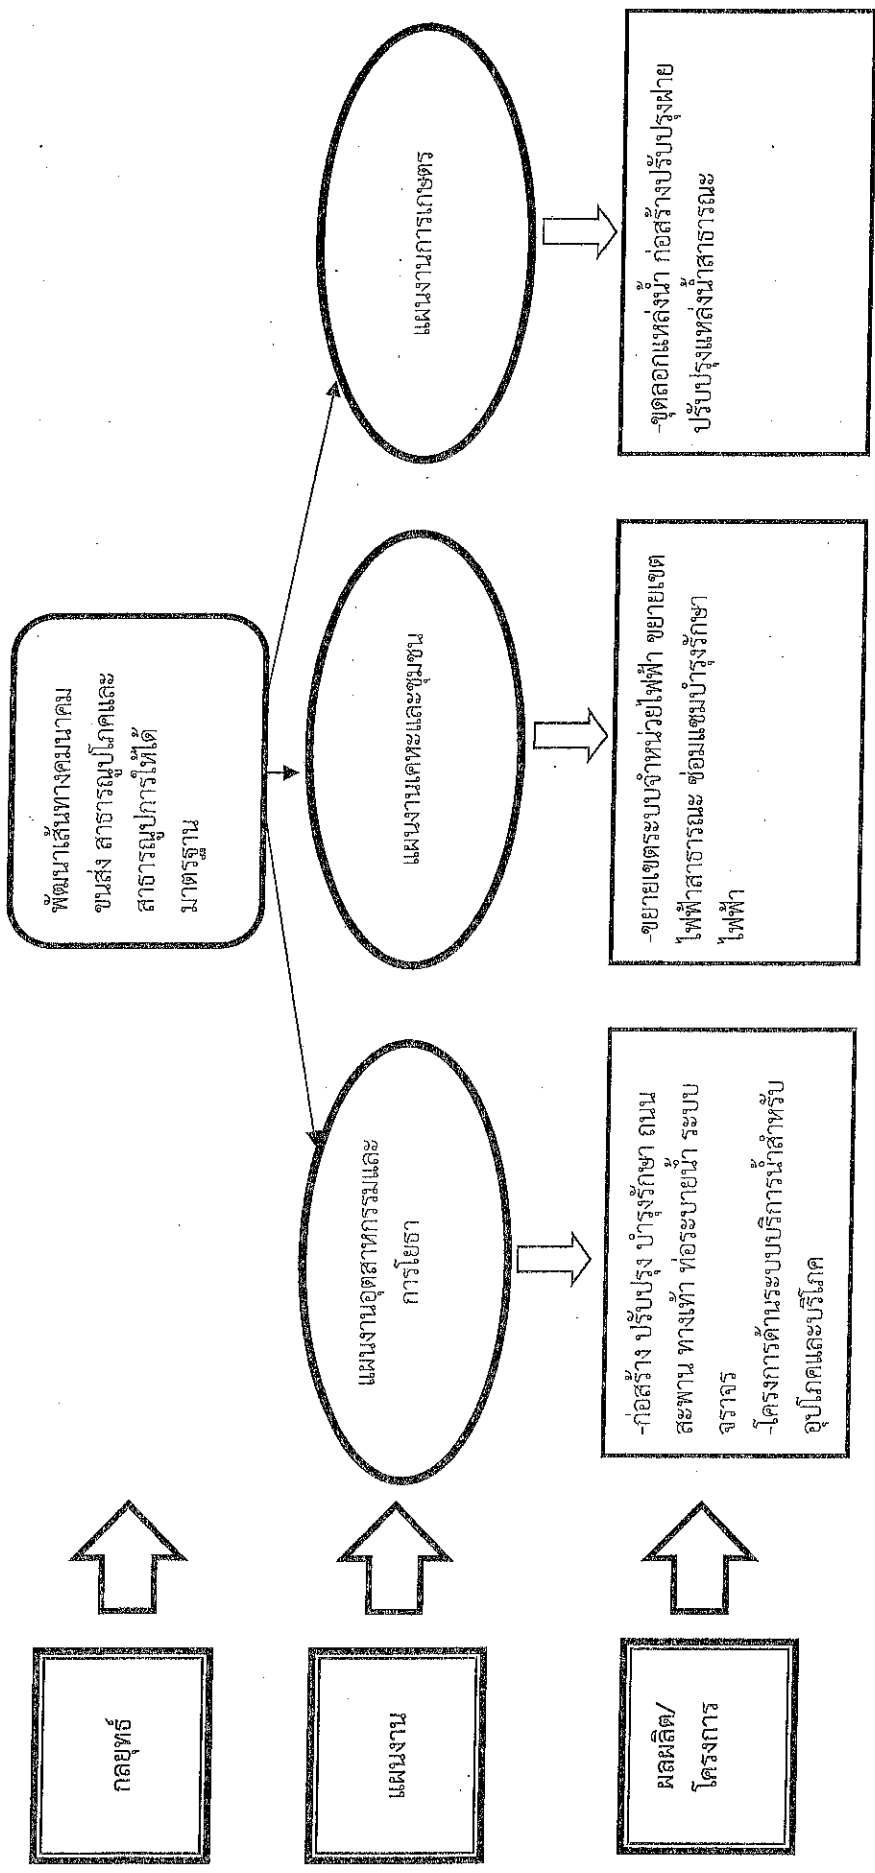 กลยุทธ์
พัฒนาเส้นทางคมนาคม
ขนส่ง สาธารณูปโภคและ
สาธารณูปการให้ได้
มาตรฐาน
แผนงาน
แผนงานอุตสาหกรรมและ
การโยธา
แผนงานเคหะและชุมชน
แผนงานการเกษตร
ผลผลิต/
โครงการ
-ก่อสร้าง ปรับปรุง บำรุงรักษา ถนน
สะพาน ทางเท้า ท่อระบายน้ำ ระบบ
จราจร
-โครงการด้านระบบบริการน้ำสำหรับ
อุปโภคและบริโภค
-ขยายเขตระบบจำหน่วยไฟฟ้า ขยายเขต
ไฟฟ้าสาธารณะ ซ่อมแซมบำรุงรักษา
ไฟฟ้า
-ขุดลอกแหล่งน้ำ ก่อสร้างปรับปรุงฝาย
ปรับปรุงแหล่งน้ำสาธารณะ